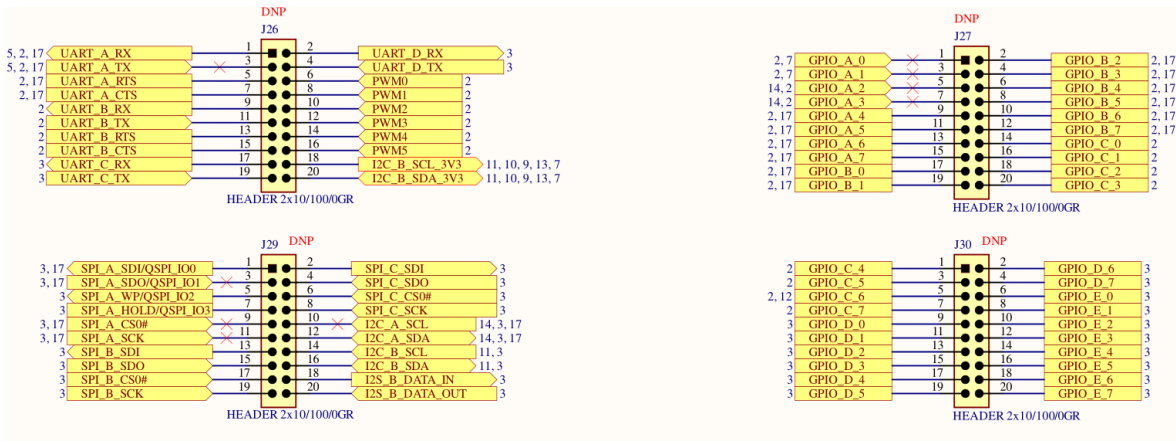 DNP
J26
5, 2, 17 UART_A_RX 1 2 UART_D_RX 3
5, 2, 17 UART_A_TX 3 4 UART_D_TX 3
2, 17 UART_A_RTS 5 6 PWM0 2
2, 17 UART_A_CTS 7 8 PWM1 2
2 UART_B_RX 9 10 PWM2 2
2 UART_B_TX 11 12 PWM3 2
2 UART_B_RTS 13 14 PWM4 2
2 UART_B_CTS 15 16 PWM5 2
3 UART_C_RX 17 18 I2C_B_SCL_3V3 11, 10, 9, 13, 7
3 UART_C_TX 19 20 I2C_B_SDA_3V3 11, 10, 9, 13, 7
HEADER 2x10/100/0GR
DNP
J27
2, 7 GPIO_A_0 1 2 GPIO_B_2 2, 17
2, 7 GPIO_A_1 3 4 GPIO_B_3 2, 17
14, 2 GPIO_A_2 5 6 GPIO_B_4 2, 17
14, 2 GPIO_A_3 7 8 GPIO_B_5 2, 17
2, 17 GPIO_A_4 9 10 GPIO_B_6 2, 17
2, 17 GPIO_A_5 11 12 GPIO_B_7 2, 17
2, 17 GPIO_A_6 13 14 GPIO_C_0 2
2, 17 GPIO_A_7 15 16 GPIO_C_1 2
2, 17 GPIO_B_0 17 18 GPIO_C_2 2
2, 17 GPIO_B_1 19 20 GPIO_C_3 2
HEADER 2x10/100/0GR
J29 DNP
3, 17 SPI_A_SDI/QSPI_IO0 1 2 SPI_C_SDI 3
3, 17 SPI_A_SDO/QSPI_IO1 3 4 SPI_C_SDO 3
3 SPI_A_WP/QSPI_IO2 5 6 SPI_C_CS0# 3
3 SPI_A_HOLD/QSPI_IO3 7 8 SPI_C_SCK 3
3, 17 SPI_A_CS0# 9 10 I2C_A_SCL 14, 3, 17
3, 17 SPI_A_SCK 11 12 I2C_A_SDA 14, 3, 17
3 SPI_B_SDI 13 14 I2C_B_SCL 11, 3
3 SPI_B_SDO 15 16 I2C_B_SDA 11, 3
3 SPI_B_CS0# 17 18 I2S_B_DATA_IN 3
3 SPI_B_SCK 19 20 I2S_B_DATA_OUT 3
HEADER 2x10/100/0GR
J30 DNP
2 GPIO_C_4 1 2 GPIO_D_6 3
2 GPIO_C_5 3 4 GPIO_D_7 3
2, 12 GPIO_C_6 5 6 GPIO_E_0 3
2 GPIO_C_7 7 8 GPIO_E_1 3
3 GPIO_D_0 9 10 GPIO_E_2 3
3 GPIO_D_1 11 12 GPIO_E_3 3
3 GPIO_D_2 13 14 GPIO_E_4 3
3 GPIO_D_3 15 16 GPIO_E_5 3
3 GPIO_D_4 17 18 GPIO_E_6 3
3 GPIO_D_5 19 20 GPIO_E_7 3
HEADER 2x10/100/0GR